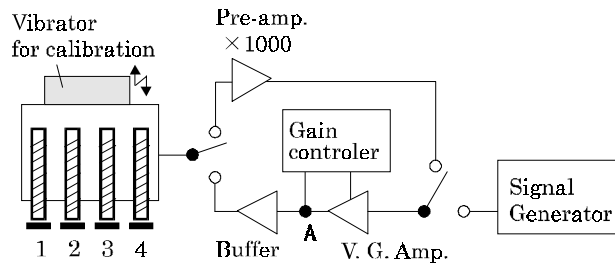 Vibrator
for calibration
Pre-amp.
×1000
Gain
controler
Signal
Generator
A
Buffer
V. G. Amp.
1 2 3 4